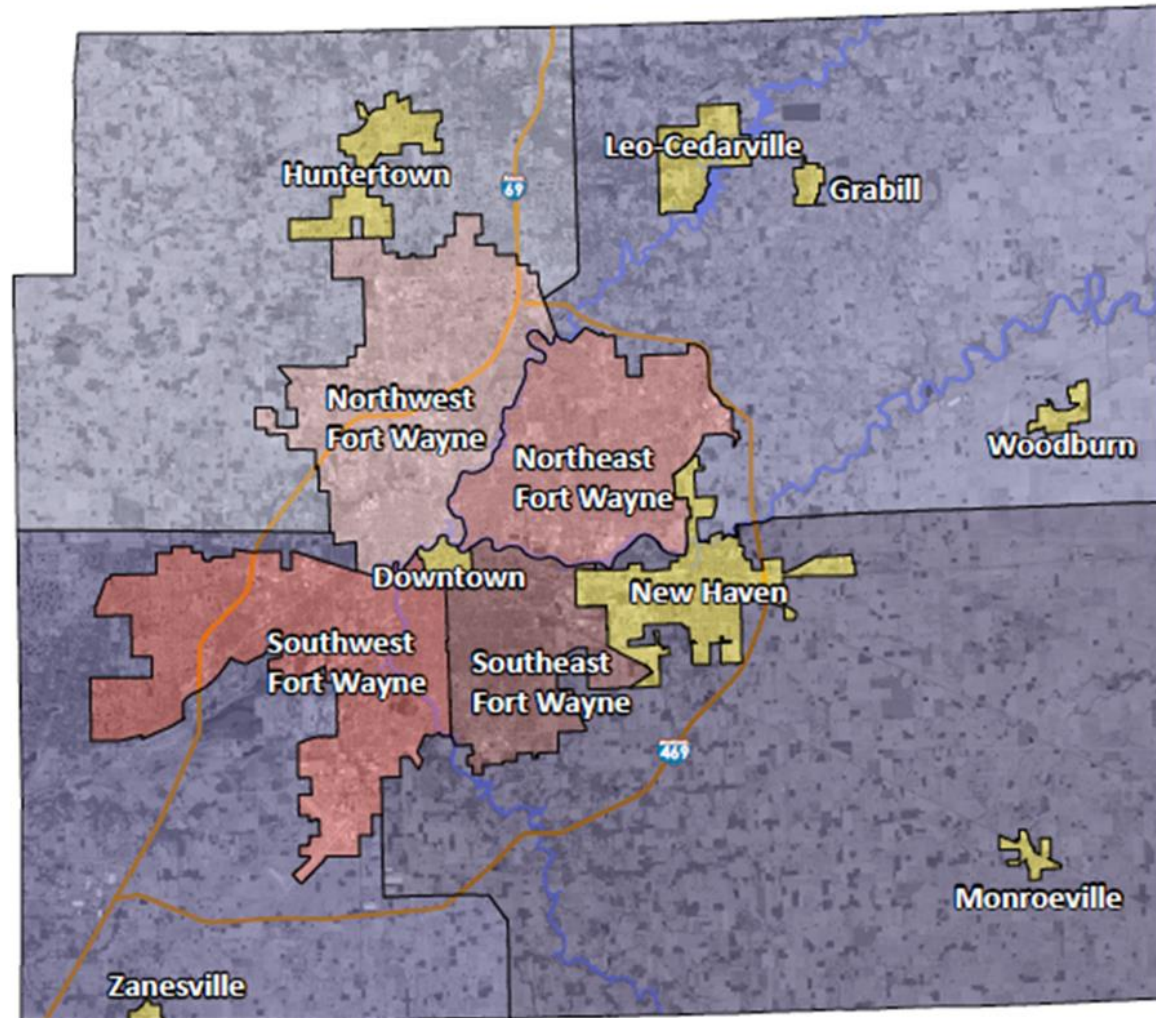 Leo-Cedarville
Huntertown
69
Grabill
Northwest
Fort Wayne
Woodburn
Northeast
Fort Wayne
Downtown
New Haven
Southwest
Fort Wayne
Southeast
Fort Wayne
469
Monroeville
Zanesville